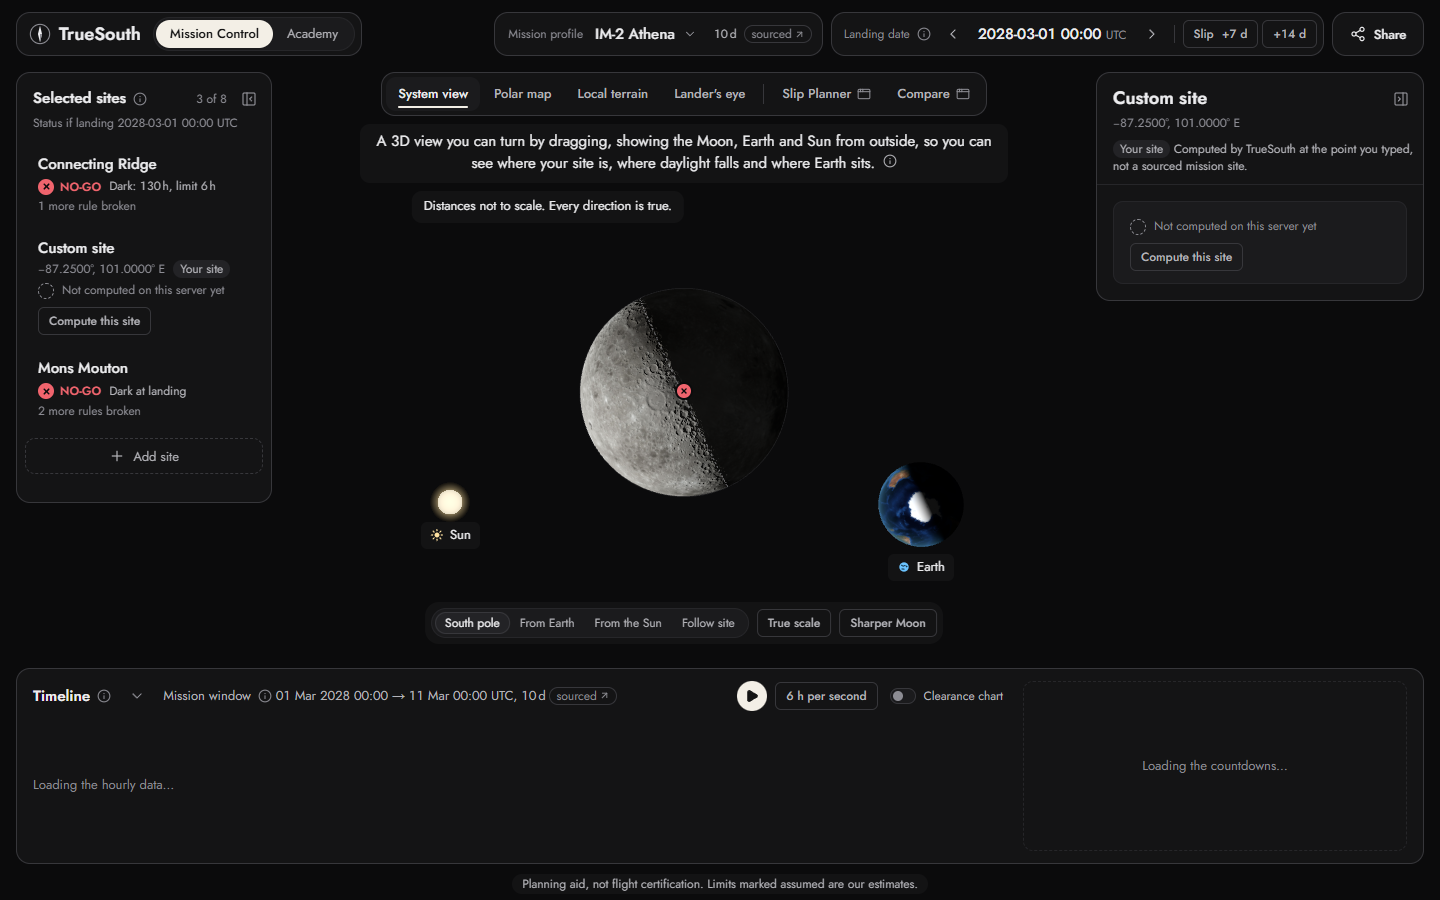 TrueSouth
Mission Control
Academy
Mission profile
IM-2 Athena
10 d
sourced ↗
Landing date
2028-03-01 00:00 UTC
Slip +7 d
+14 d
Share
Selected sites
3 of 8
Status if landing 2028-03-01 00:00 UTC
Connecting Ridge
NO-GO Dark: 130 h, limit 6 h
1 more rule broken
Custom site
−87.2500°, 101.0000° E Your site
Not computed on this server yet
Compute this site
Mons Mouton
NO-GO Dark at landing
2 more rules broken
+ Add site
System view
Polar map
Local terrain
Lander's eye
Slip Planner
Compare
A 3D view you can turn by dragging, showing the Moon, Earth and Sun from outside, so you can
see where your site is, where daylight falls and where Earth sits.
Distances not to scale. Every direction is true.
Sun
Earth
South pole
From Earth
From the Sun
Follow site
True scale
Sharper Moon
Custom site
−87.2500°, 101.0000° E
Your site Computed by TrueSouth at the point you typed,
not a sourced mission site.
Not computed on this server yet
Compute this site
Timeline
Mission window 01 Mar 2028 00:00 → 11 Mar 00:00 UTC, 10 d sourced ↗
6 h per second
Clearance chart
Loading the hourly data...
Loading the countdowns...
Planning aid, not flight certification. Limits marked assumed are our estimates.